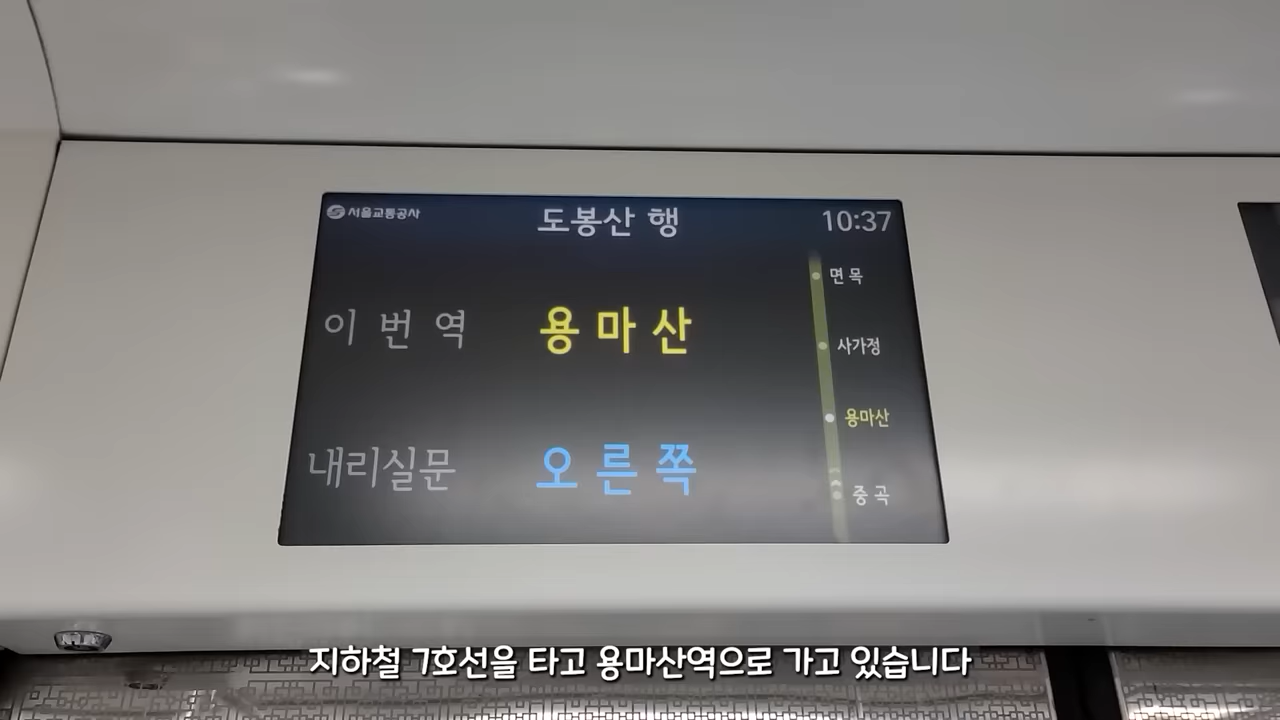 서울교통공사
도봉산 행
10:37
이번역 용마산
내리실문 오른쪽
면목
사가정
용마산
중곡
지하철 7호선을 타고 용마산역으로 가고 있습니다